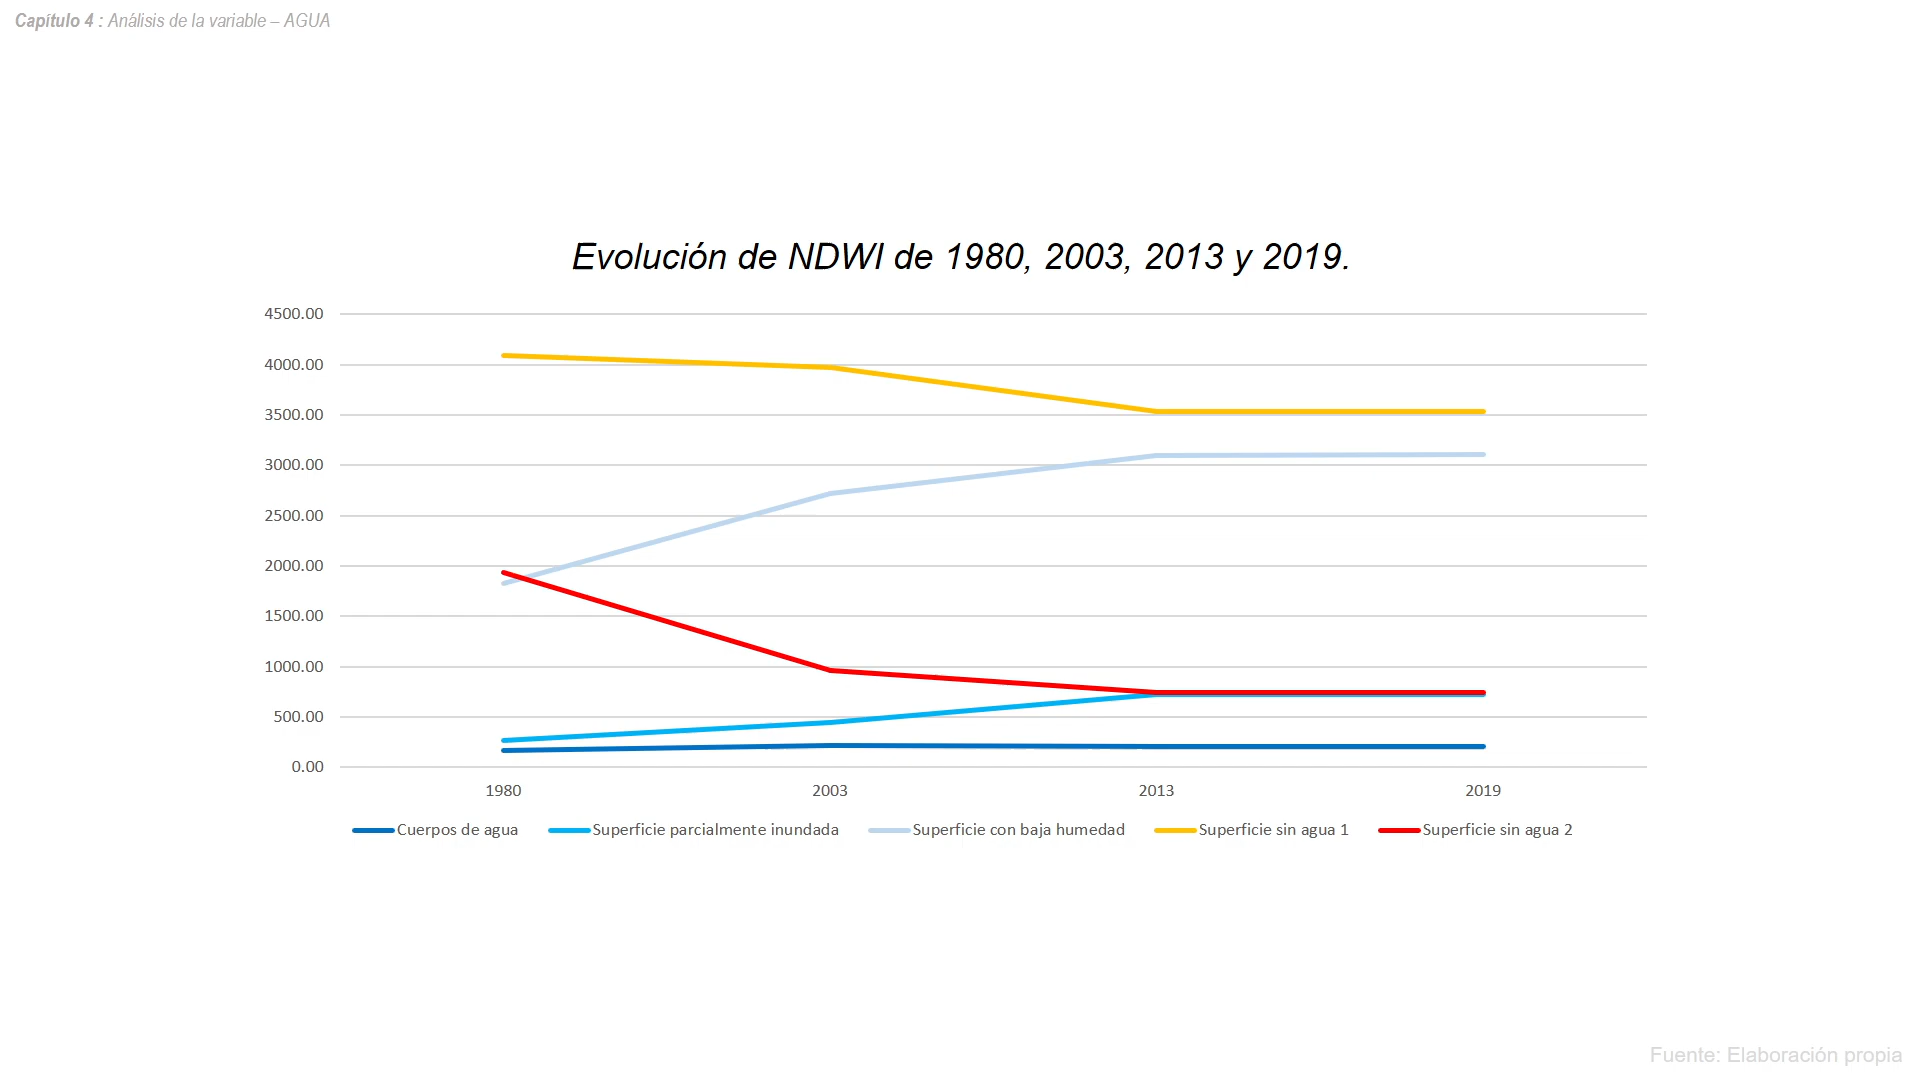 Capítulo 4 : Análisis de la variable – AGUA
Evolución de NDWI de 1980, 2003, 2013 y 2019.
4500.00
4000.00
3500.00
3000.00
2500.00
2000.00
1500.00
1000.00
500.00
0.00
1980 2003 2013 2019
Cuerpos de agua Superficie parcialmente inundada Superficie con baja humedad Superficie sin agua 1 Superficie sin agua 2
Fuente: Elaboración propia